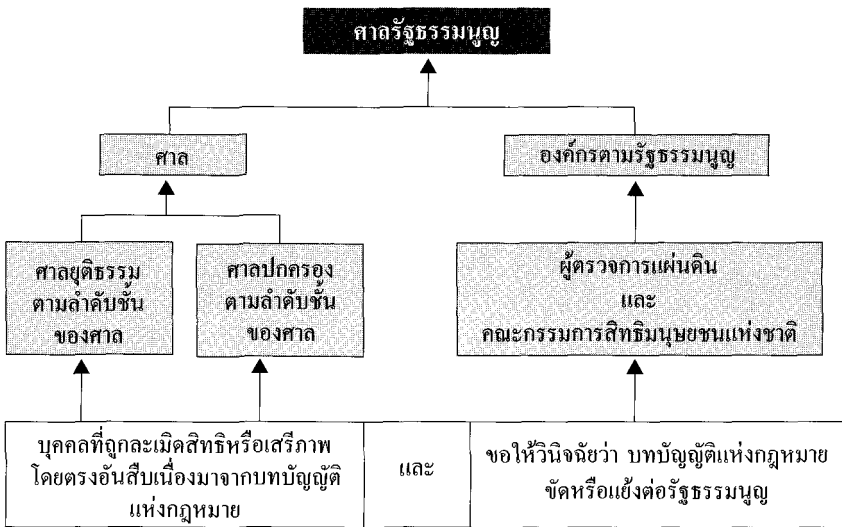 ศาลรัฐธรรมนูญ
ศาล
องค์กรตามรัฐธรรมนูญ
ศาลยุติธรรม
ตามลำดับชั้น
ของศาล
ศาลปกครอง
ตามลำดับชั้น
ของศาล
ผู้ตรวจการแผ่นดิน
และ
คณะกรรมการสิทธิมนุษยชนแห่งชาติ
บุคคลที่ถูกละเมิดสิทธิหรือเสรีภาพ
โดยตรงอันสืบเนื่องมาจากบทบัญญัติ
แห่งกฎหมาย
และ
ขอให้วินิจฉัยว่า บทบัญญัติแห่งกฎหมาย
ขัดหรือแย้งต่อรัฐธรรมนูญ